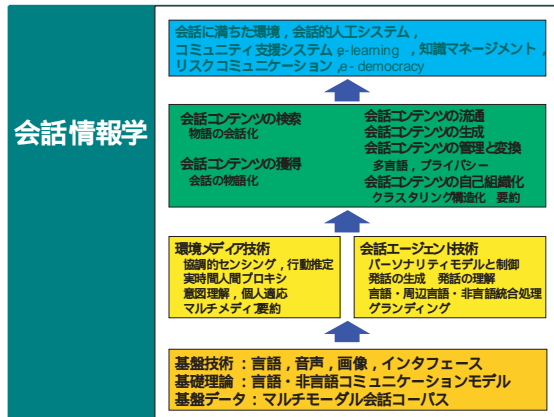 会話情報学
会話に満ちた環境，会話的人工システム，
コミュニティ支援システム，e-learning ，知識マネージメント，
リスクコミュニケーション，e-democracy
会話コンテンツの検索
物語の会話化
会話コンテンツの獲得
会話の物語化
会話コンテンツの流通
会話コンテンツの生成
会話コンテンツの管理と変換
多言語，プライバシー
会話コンテンツの自己組織化
クラスタリング構造化 要約
環境メディア技術
協調的センシング，行動推定
実時間人間プロキシ
意図理解，個人適応
マルチメディア要約
会話エージェント技術
パーソナリティモデルと制御
発話の生成 発話の理解
言語・周辺言語・非言語統合処理
グランディング
基盤技術：言語，音声，画像，インタフェース
基礎理論：言語・非言語コミュニケーションモデル
基盤データ：マルチモーダル会話コーパス